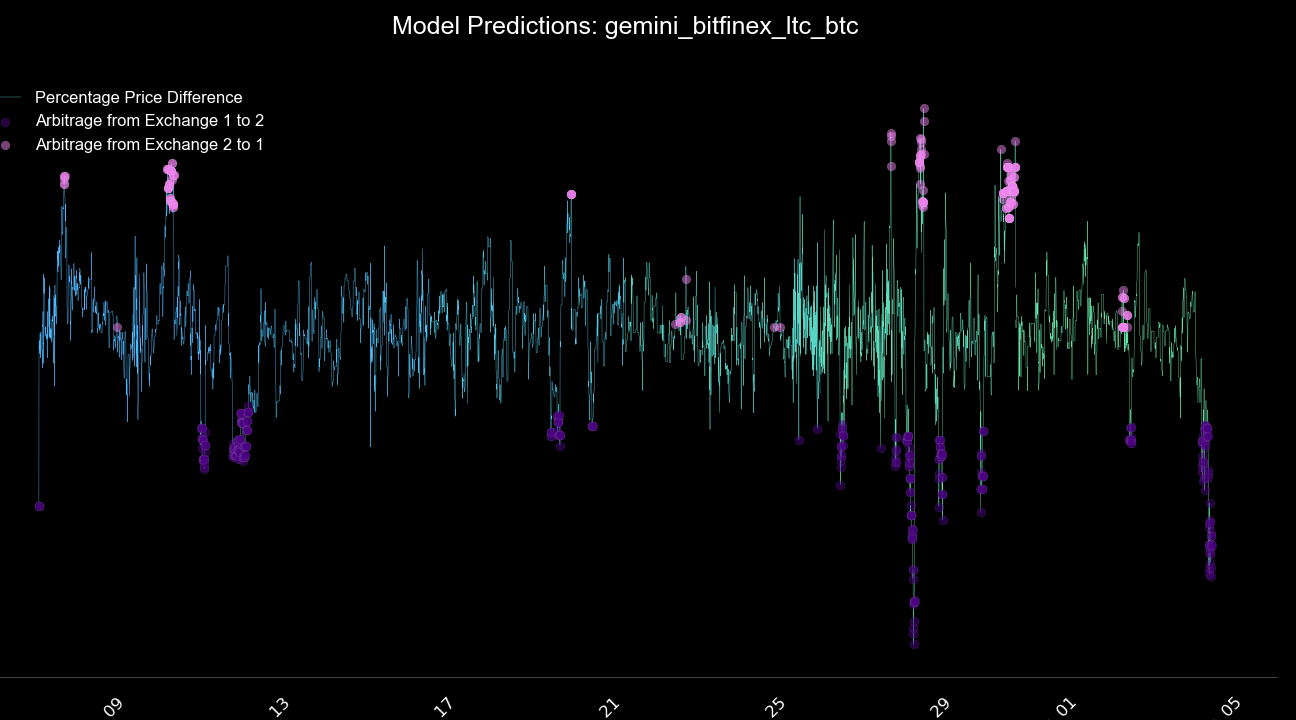 Model Predictions: gemini_bitfinex_ltc_btc
Percentage Price Difference
Arbitrage from Exchange 1 to 2
Arbitrage from Exchange 2 to 1
09 13 17 21 25 29 01 05